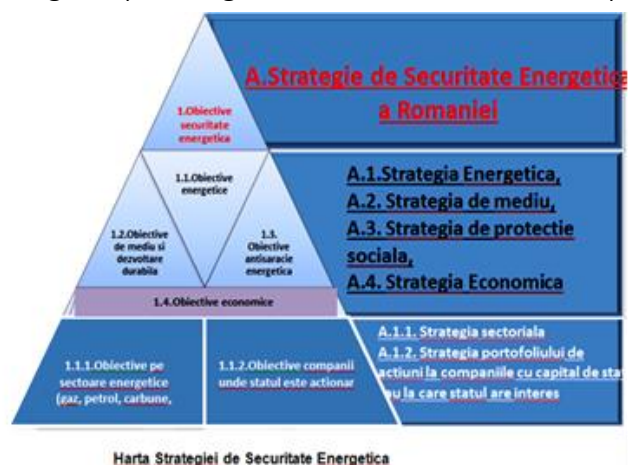 A.Strategie de Securitate Energetica
a Romaniei
1.Obiective
securitate
energetica
1.1.Obiective
energetice
1.2.Obiective
de mediu si
dezvoltare
durabila
1.3.
Obiective
antisaracie
energetica
A.1.Strategia Energetica,
A.2. Strategia de mediu,
A.3. Strategia de protectie
sociala,
A.4. Strategia Economica
1.4.Obiective economice
1.1.1.Obiective pe
sectoare energetice
(gaz, petrol, carbune,
1.1.2.Obiective companii
unde statul este actionar
A.1.1. Strategia sectoriala
A.1.2. Strategia portofoliului de
actiuni la companiile cu capital de stat
la care statul are interes
Harta Strategiei de Securitate Energetica